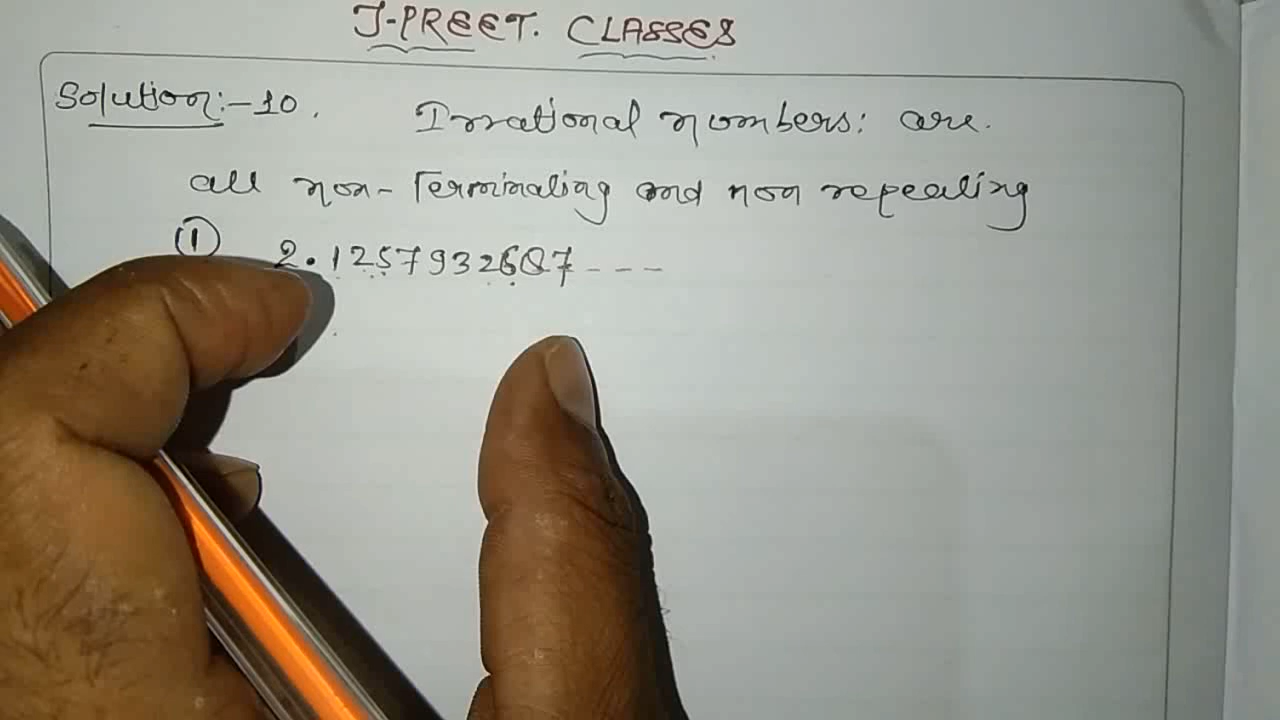 J-PREET. CLASSES
Solution:-10. Irrational numbers: are.
all non-Terminating and non repeating
(1) 2.1257932687---